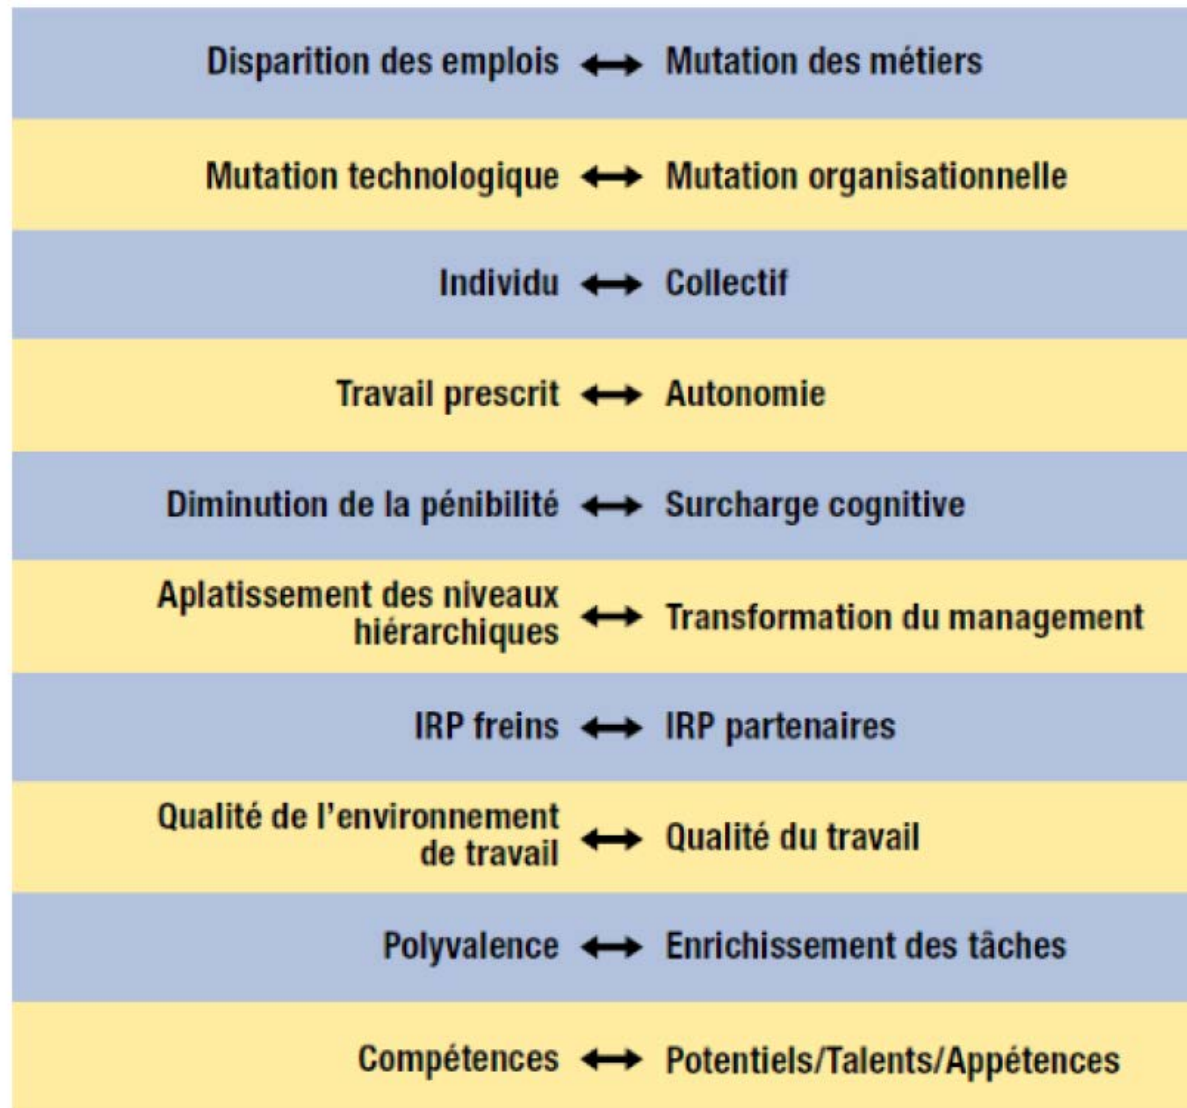 Disparition des emplois ↔ Mutation des métiers
Mutation technologique ↔ Mutation organisationnelle
Individu ↔ Collectif
Travail prescrit ↔ Autonomie
Diminution de la pénibilité ↔ Surcharge cognitive
Aplatissement des niveaux
hiérarchiques ↔ Transformation du management
IRP freins ↔ IRP partenaires
Qualité de l'environnement
de travail ↔ Qualité du travail
Polyvalence ↔ Enrichissement des tâches
Compétences ↔ Potentiels/Talents/Appétences